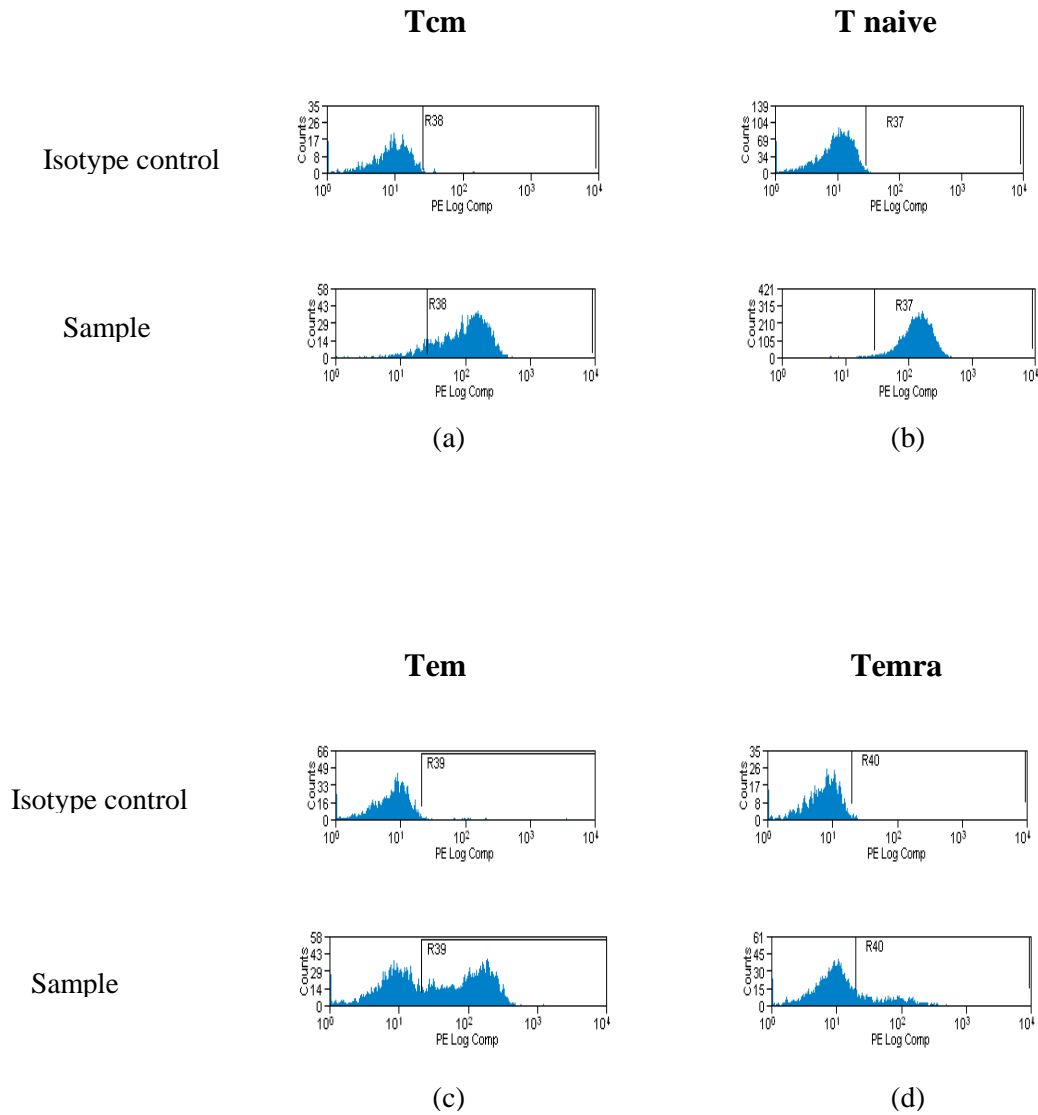 Tcm T naive
Isotype control
35
26
17
8
0
Counts
R38
10⁰ 10¹ 10² 10³ 10⁴
PE Log Comp
139
104
69
34
0
Counts
R37
10⁰ 10¹ 10² 10³ 10⁴
PE Log Comp
Sample
58
43
29
14
0
Counts
R38
10⁰ 10¹ 10² 10³ 10⁴
PE Log Comp
421
315
210
105
0
Counts
R37
10⁰ 10¹ 10² 10³ 10⁴
PE Log Comp
(a) (b)
Tem Temra
Isotype control
66
49
33
16
0
Counts
R39
10⁰ 10¹ 10² 10³ 10⁴
PE Log Comp
35
26
17
8
0
Counts
R40
10⁰ 10¹ 10² 10³ 10⁴
PE Log Comp
Sample
58
43
29
14
0
Counts
R39
10⁰ 10¹ 10² 10³ 10⁴
PE Log Comp
61
45
30
15
0
Counts
R40
10⁰ 10¹ 10² 10³ 10⁴
PE Log Comp
(c) (d)